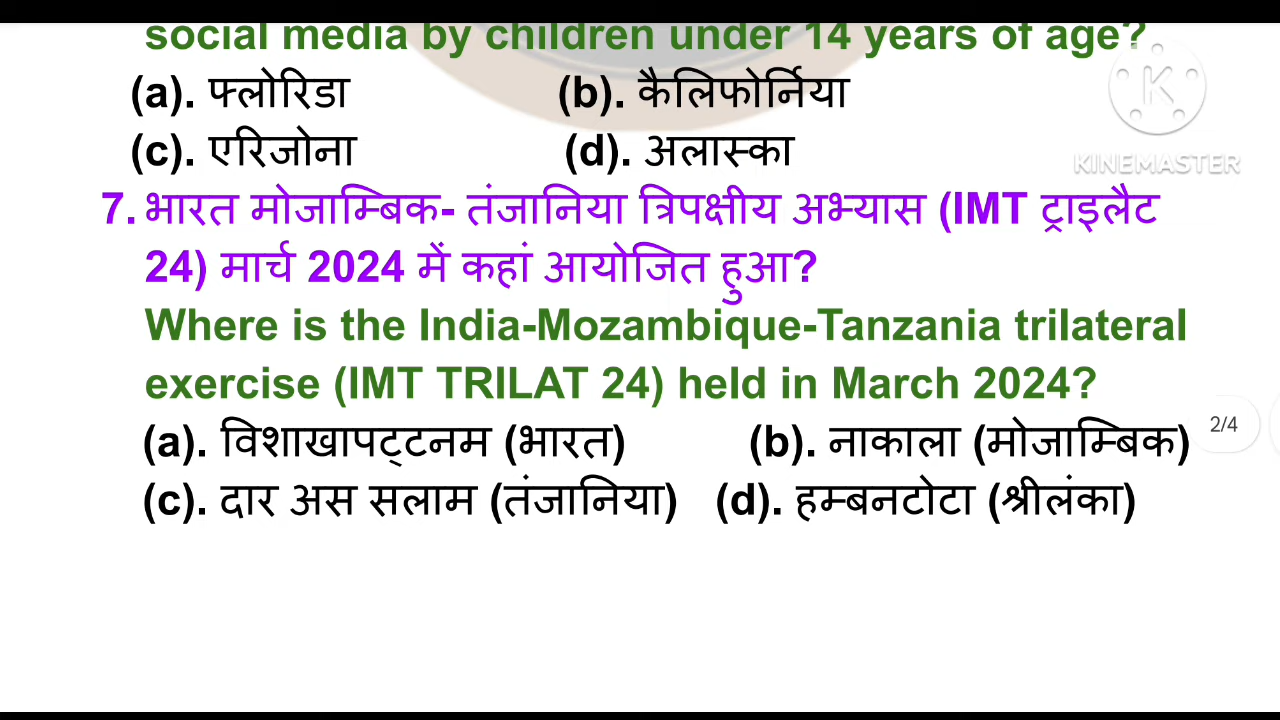 social media by children under 14 years of age?
(a). फ्लोरिडा (b). कैलिफोर्निया
(c). एरिजोना (d). अलास्का
K
KINEMASTER
7. भारत मोजाम्बिक- तंजानिया त्रिपक्षीय अभ्यास (IMT ट्राइलैट
24) मार्च 2024 में कहां आयोजित हुआ?
Where is the India-Mozambique-Tanzania trilateral
exercise (IMT TRILAT 24) held in March 2024?
(a). विशाखापट्टनम (भारत) (b). नाकाला (मोजाम्बिक)
2/4
(c). दार अस सलाम (तंजानिया) (d). हम्बनटोटा (श्रीलंका)